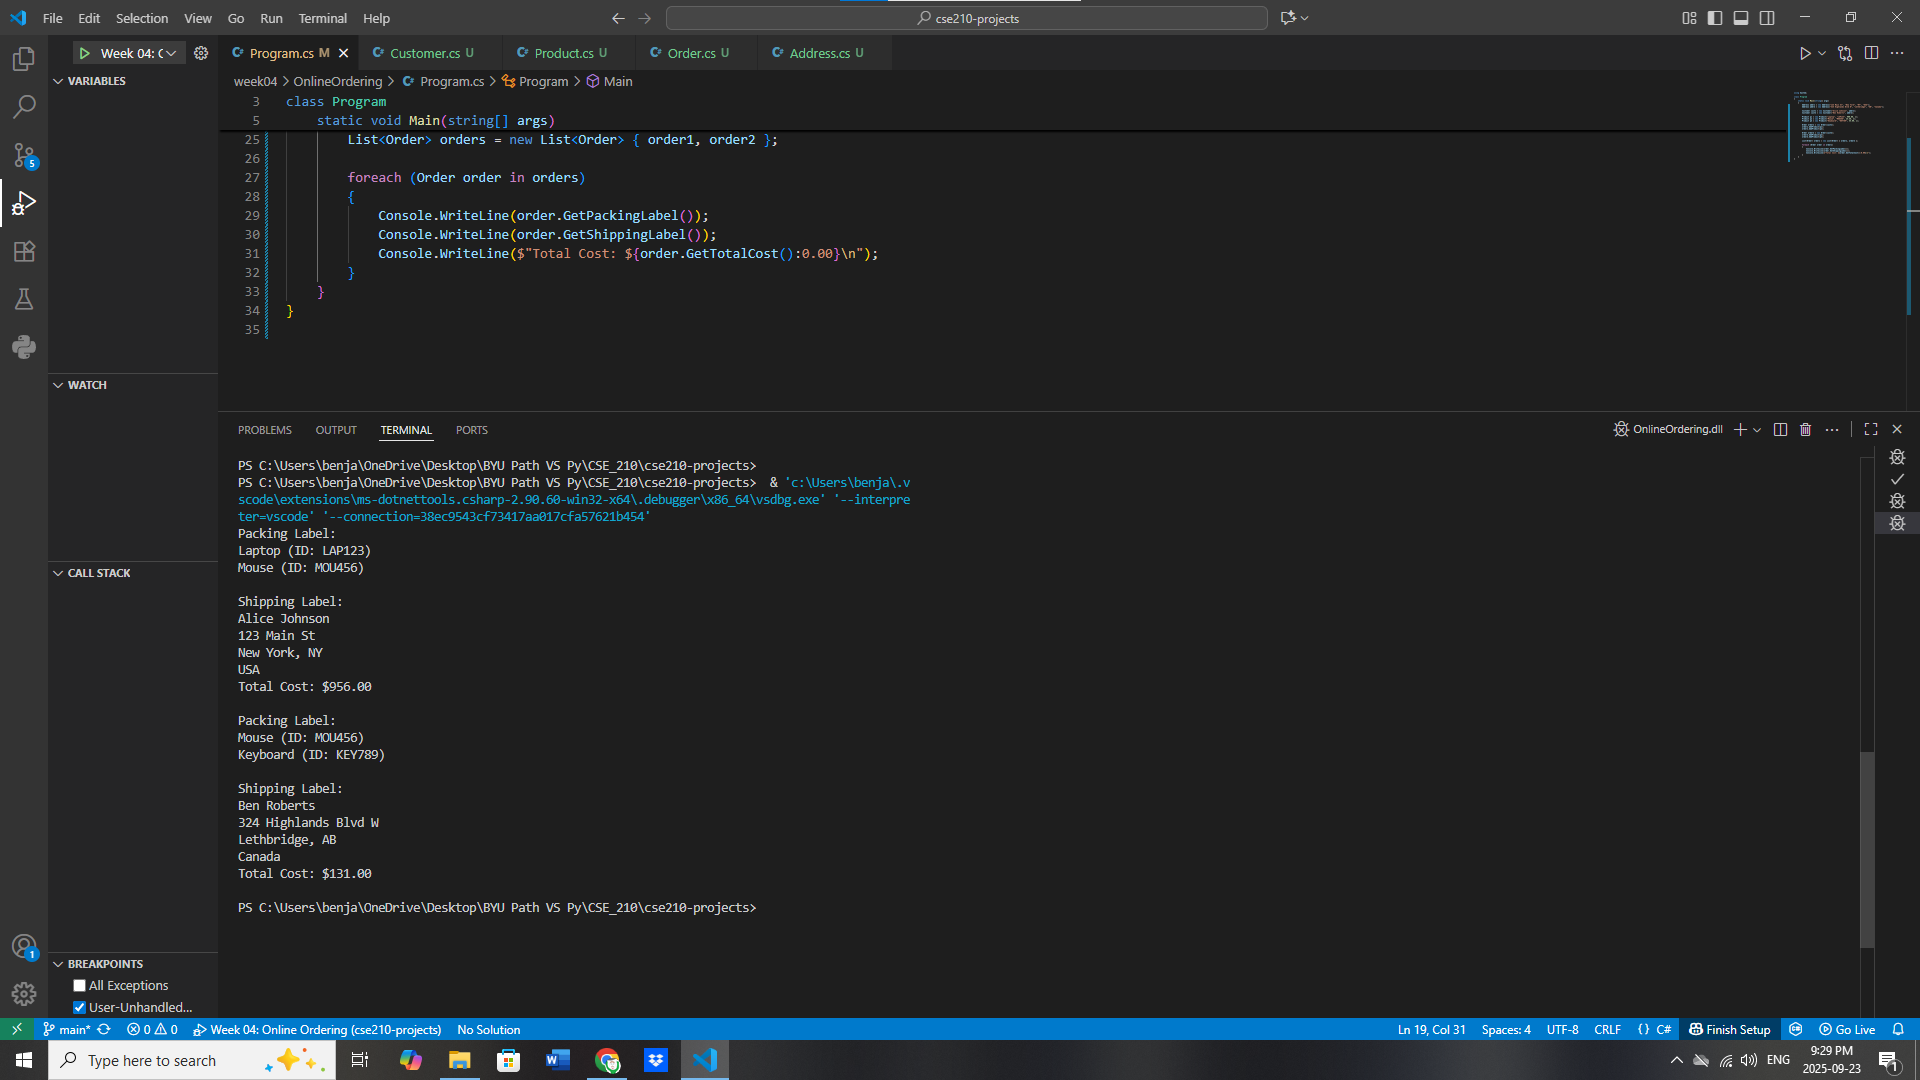 File Edit Selection View Go Run Terminal Help
cse210-projects
Week 04: C
Program.cs M
Customer.cs U
Product.cs U
Order.cs U
Address.cs U
VARIABLES
week04 > OnlineOrdering > Program.cs > Program > Main
3 class Program
5 static void Main(string[] args)
25 List<Order> orders = new List<Order> { order1, order2 };
26
27 foreach (Order order in orders)
28 {
29 Console.WriteLine(order.GetPackingLabel());
30 Console.WriteLine(order.GetShippingLabel());
31 Console.WriteLine($"Total Cost: ${order.GetTotalCost():0.00}\n");
32 }
33 }
34 }
35
WATCH
CALL STACK
BREAKPOINTS
All Exceptions
User-Unhandled...
PROBLEMS OUTPUT TERMINAL PORTS
OnlineOrdering.dll
PS C:\Users\benja\OneDrive\Desktop\BYU Path VS Py\CSE_210\cse210-projects>
PS C:\Users\benja\OneDrive\Desktop\BYU Path VS Py\CSE_210\cse210-projects> & 'c:\Users\benja\.v
scode\extensions\ms-dotnettools.csharp-2.90.60-win32-x64\.debugger\x86_64\vsdbg.exe' '--interpre
ter=vscode' '--connection=38ec9543cf73417aa017cfa57621b454'
Packing Label:
Laptop (ID: LAP123)
Mouse (ID: MOU456)
Shipping Label:
Alice Johnson
123 Main St
New York, NY
USA
Total Cost: $956.00
Packing Label:
Mouse (ID: MOU456)
Keyboard (ID: KEY789)
Shipping Label:
Ben Roberts
324 Highlands Blvd W
Lethbridge, AB
Canada
Total Cost: $131.00
PS C:\Users\benja\OneDrive\Desktop\BYU Path VS Py\CSE_210\cse210-projects>
5
1
main* 0 0 Week 04: Online Ordering (cse210-projects) No Solution
Ln 19, Col 31 Spaces: 4 UTF-8 CRLF {} C# Finish Setup Go Live
Type here to search
ENG
9:29 PM
2025-09-23
1